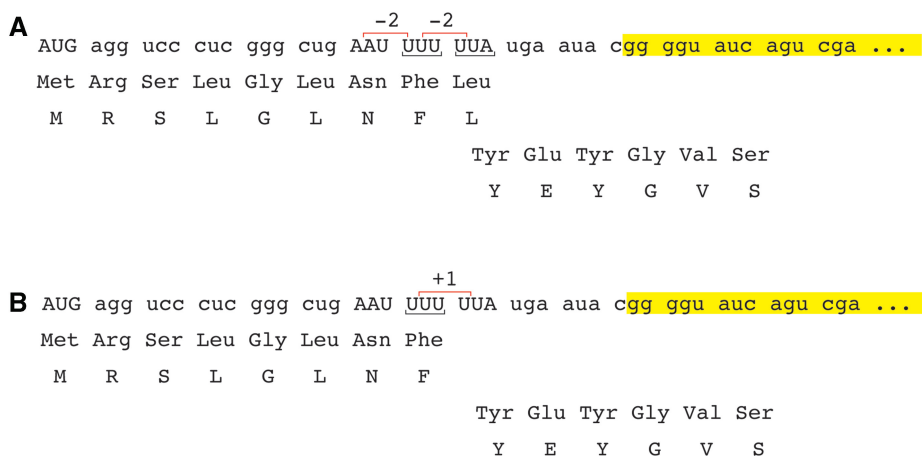 A
-2 -2
AUG agg ucc cuc ggg cug AAU UUU UUA uga aua cgg ggu auc agu cga ...
Met Arg Ser Leu Gly Leu Asn Phe Leu
M R S L G L N F L
Tyr Glu Tyr Gly Val Ser
Y E Y G V S
+1
B
AUG agg ucc cuc ggg cug AAU UUU UUA uga aua cgg ggu auc agu cga ...
Met Arg Ser Leu Gly Leu Asn Phe
M R S L G L N F
Tyr Glu Tyr Gly Val Ser
Y E Y G V S